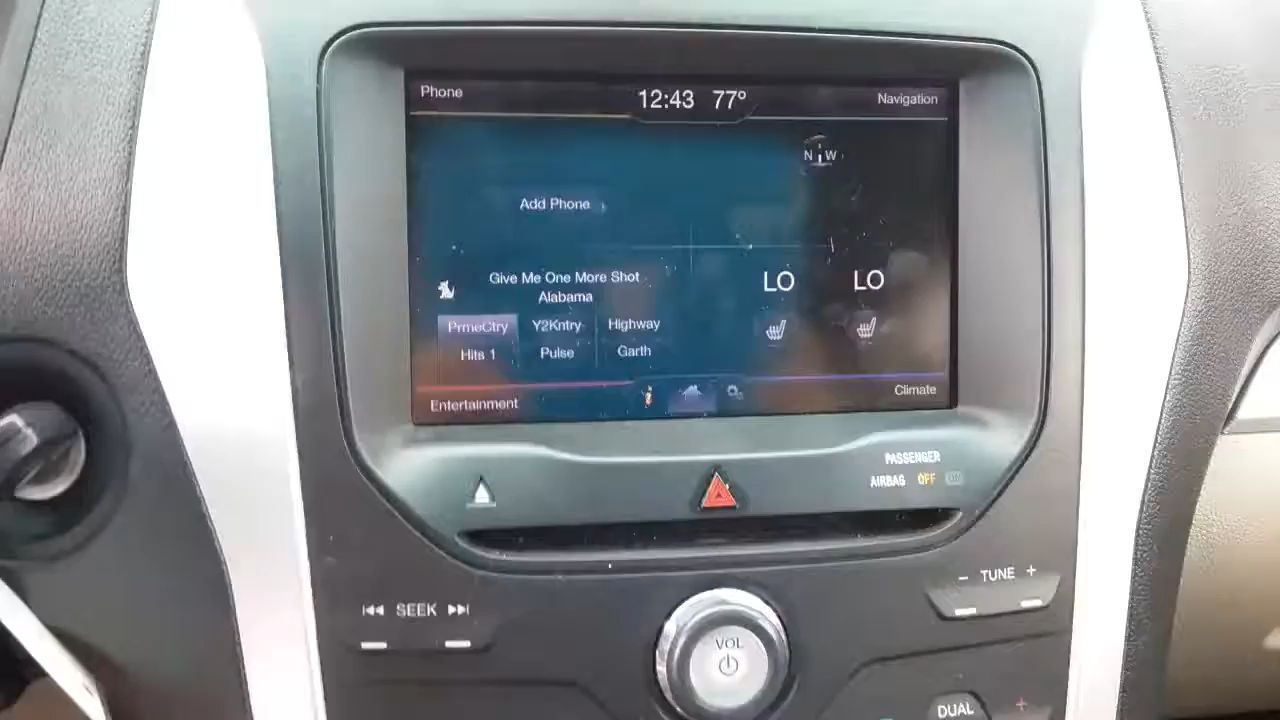 Phone
12:43 77°
Navigation
N W
Add Phone
Give Me One More Shot
Alabama
LO LO
PrmeCtry Y2Kntry Highway
Hits 1 Pulse Garth
Entertainment
Climate
PASSENGER
AIRBAG OFF
SEEK
- TUNE +
VOL
DUAL +